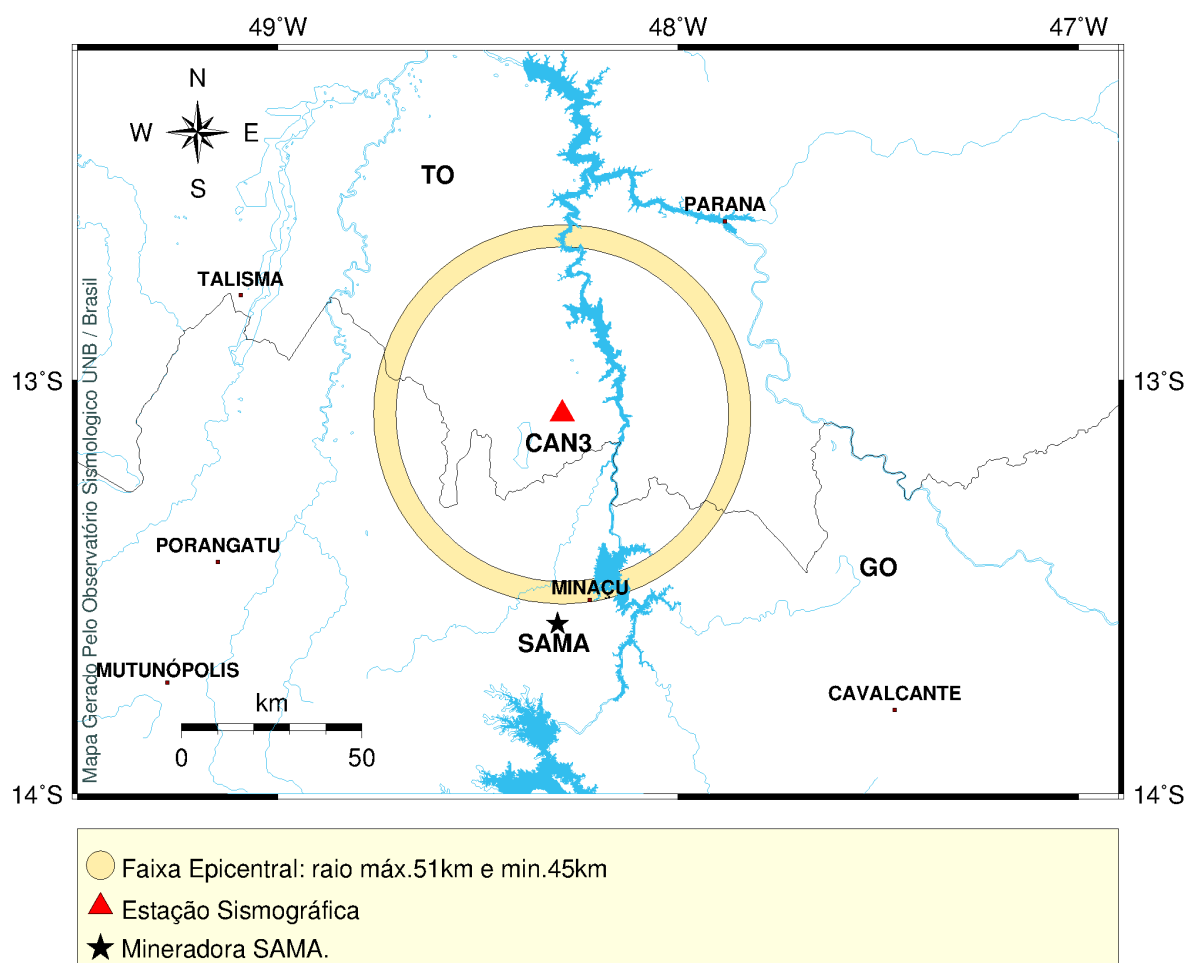 49˚W
48˚W
47˚W
N
W
E
S
TO
PARANA
TALISMA
13˚S
13˚S
CAN3
PORANGATU
GO
MINAÇU
SAMA
MUTUNÓPOLIS
CAVALCANTE
km
0
50
14˚S
14˚S
Mapa Gerado Pelo Observatório Sismologico UNB / Brasil
Faixa Epicentral: raio máx.51km e min.45km
Estação Sismográfica
Mineradora SAMA.